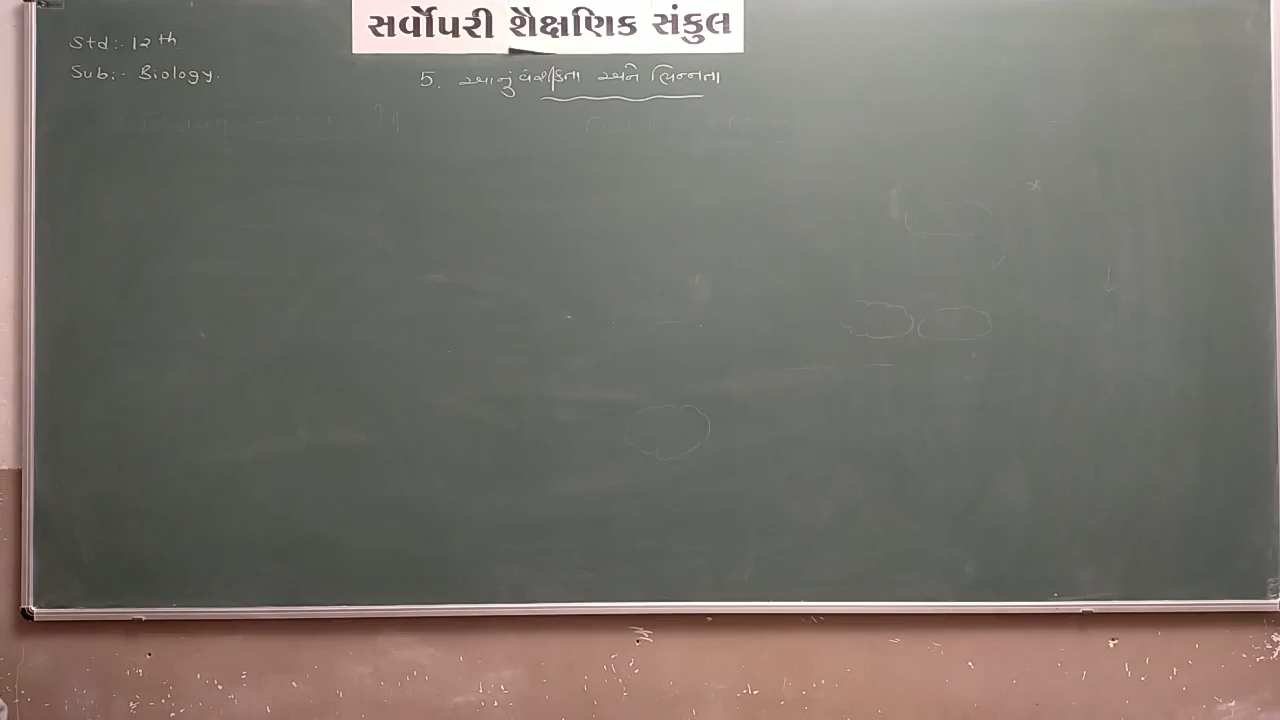 સર્વોપરી શૈક્ષણિક સંકુલ
Std:- 12th
Sub:- Biology.
5. આનુવંશિકતા અને ભિન્નતા